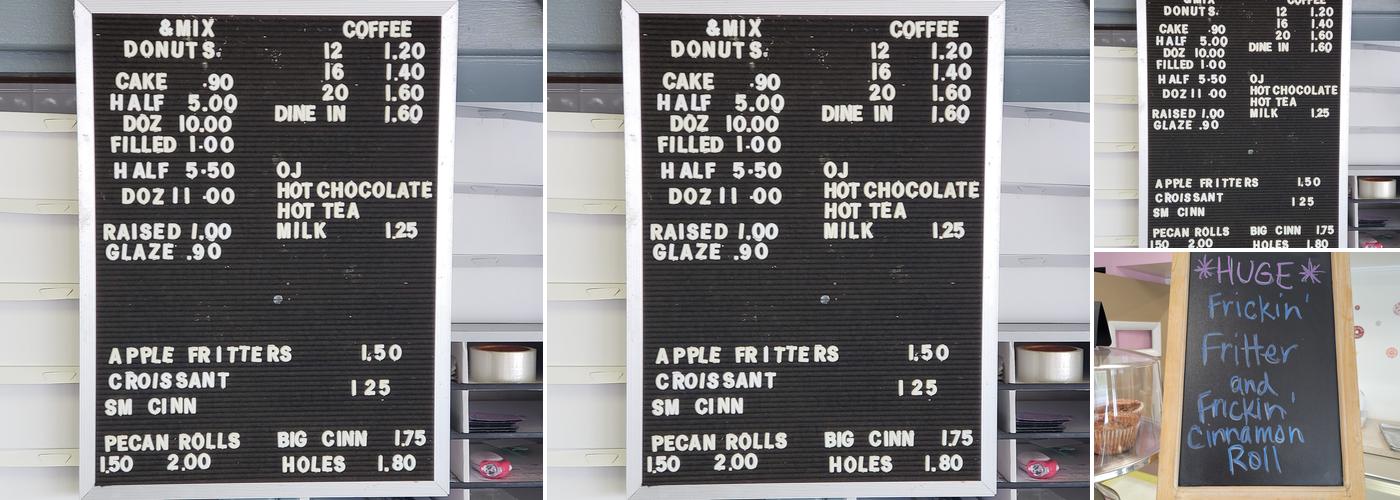 &MIX COFFEE
DONUTS. 12 1.20
16 1.40
CAKE .90
20 1.60
HALF 5.00
DINE IN 1.60
DOZ 10.00
FILLED 1.00
HALF 5.50 OJ
HOT CHOCOLATE
DOZ 11.00
HOT TEA
RAISED 1.00 MILK 1.25
GLAZE .90
APPLE FRITTERS 1.50
CROISSANT 1 25
SM CINN
PECAN ROLLS BIG CINN 1.75
1.50 2.00 HOLES 1.80
&MIX COFFEE
DONUTS. 12 1.20
16 1.40
CAKE .90
20 1.60
HALF 5.00
DINE IN 1.60
DOZ 10.00
FILLED 1.00
HALF 5.50 OJ
HOT CHOCOLATE
DOZ 11.00
HOT TEA
RAISED 1.00 MILK 1.25
GLAZE .90
APPLE FRITTERS 1.50
CROISSANT 1 25
SM CINN
PECAN ROLLS BIG CINN 1.75
1.50 2.00 HOLES 1.80
&MIX COFFEE
DONUTS. 12 1.20
16 1.40
CAKE .90
20 1.60
HALF 5.00
DINE IN 1.60
DOZ 10.00
FILLED 1.00
HALF 5.50 OJ
HOT CHOCOLATE
DOZ 11.00
HOT TEA
RAISED 1.00 MILK 1.25
GLAZE .90
APPLE FRITTERS 1.50
CROISSANT 1 25
SM CINN
PECAN ROLLS BIG CINN 1.75
1.50 2.00 HOLES 1.80
*HUGE*
Frickin'
Fritter
and
Frickin'
Cinnamon
Roll